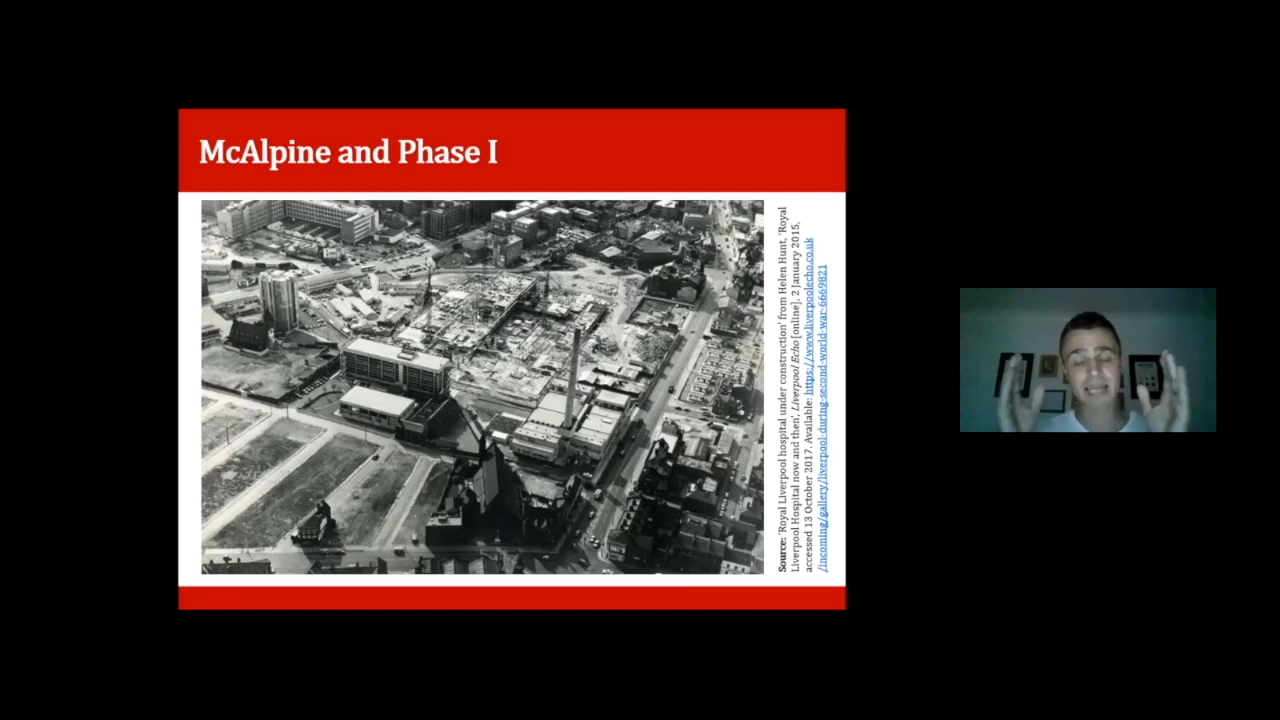 McAlpine and Phase I
Source: 'Royal Liverpool hospital under construction' from Helen Hunt, 'Royal
Liverpool Hospital now and then', Liverpool Echo [online], 2 January 2015,
accessed 13 October 2017. Available: https://www.liverpoolecho.co.uk
/incoming/gallery/liverpool-during-second-world-war-6669821